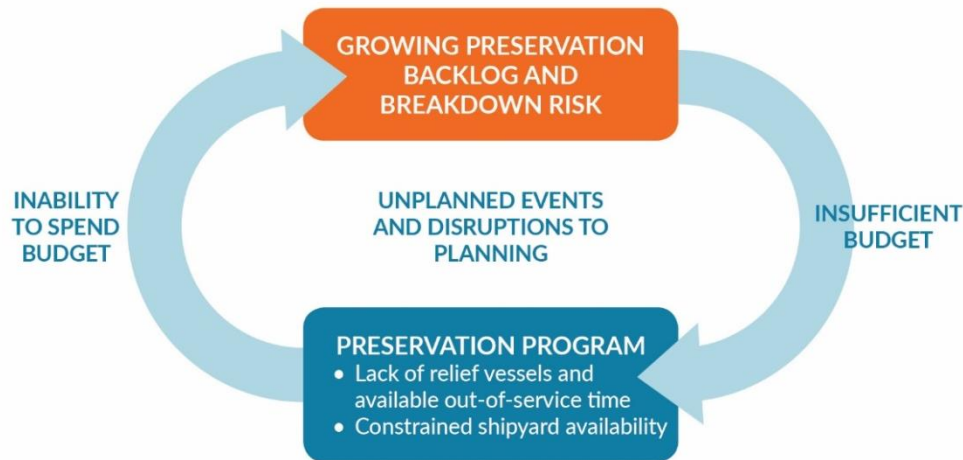 GROWING PRESERVATION
BACKLOG AND
BREAKDOWN RISK
INABILITY
TO SPEND
BUDGET
UNPLANNED EVENTS
AND DISRUPTIONS TO
PLANNING
INSUFFICIENT
BUDGET
PRESERVATION PROGRAM
• Lack of relief vessels and
available out-of-service time
• Constrained shipyard availability